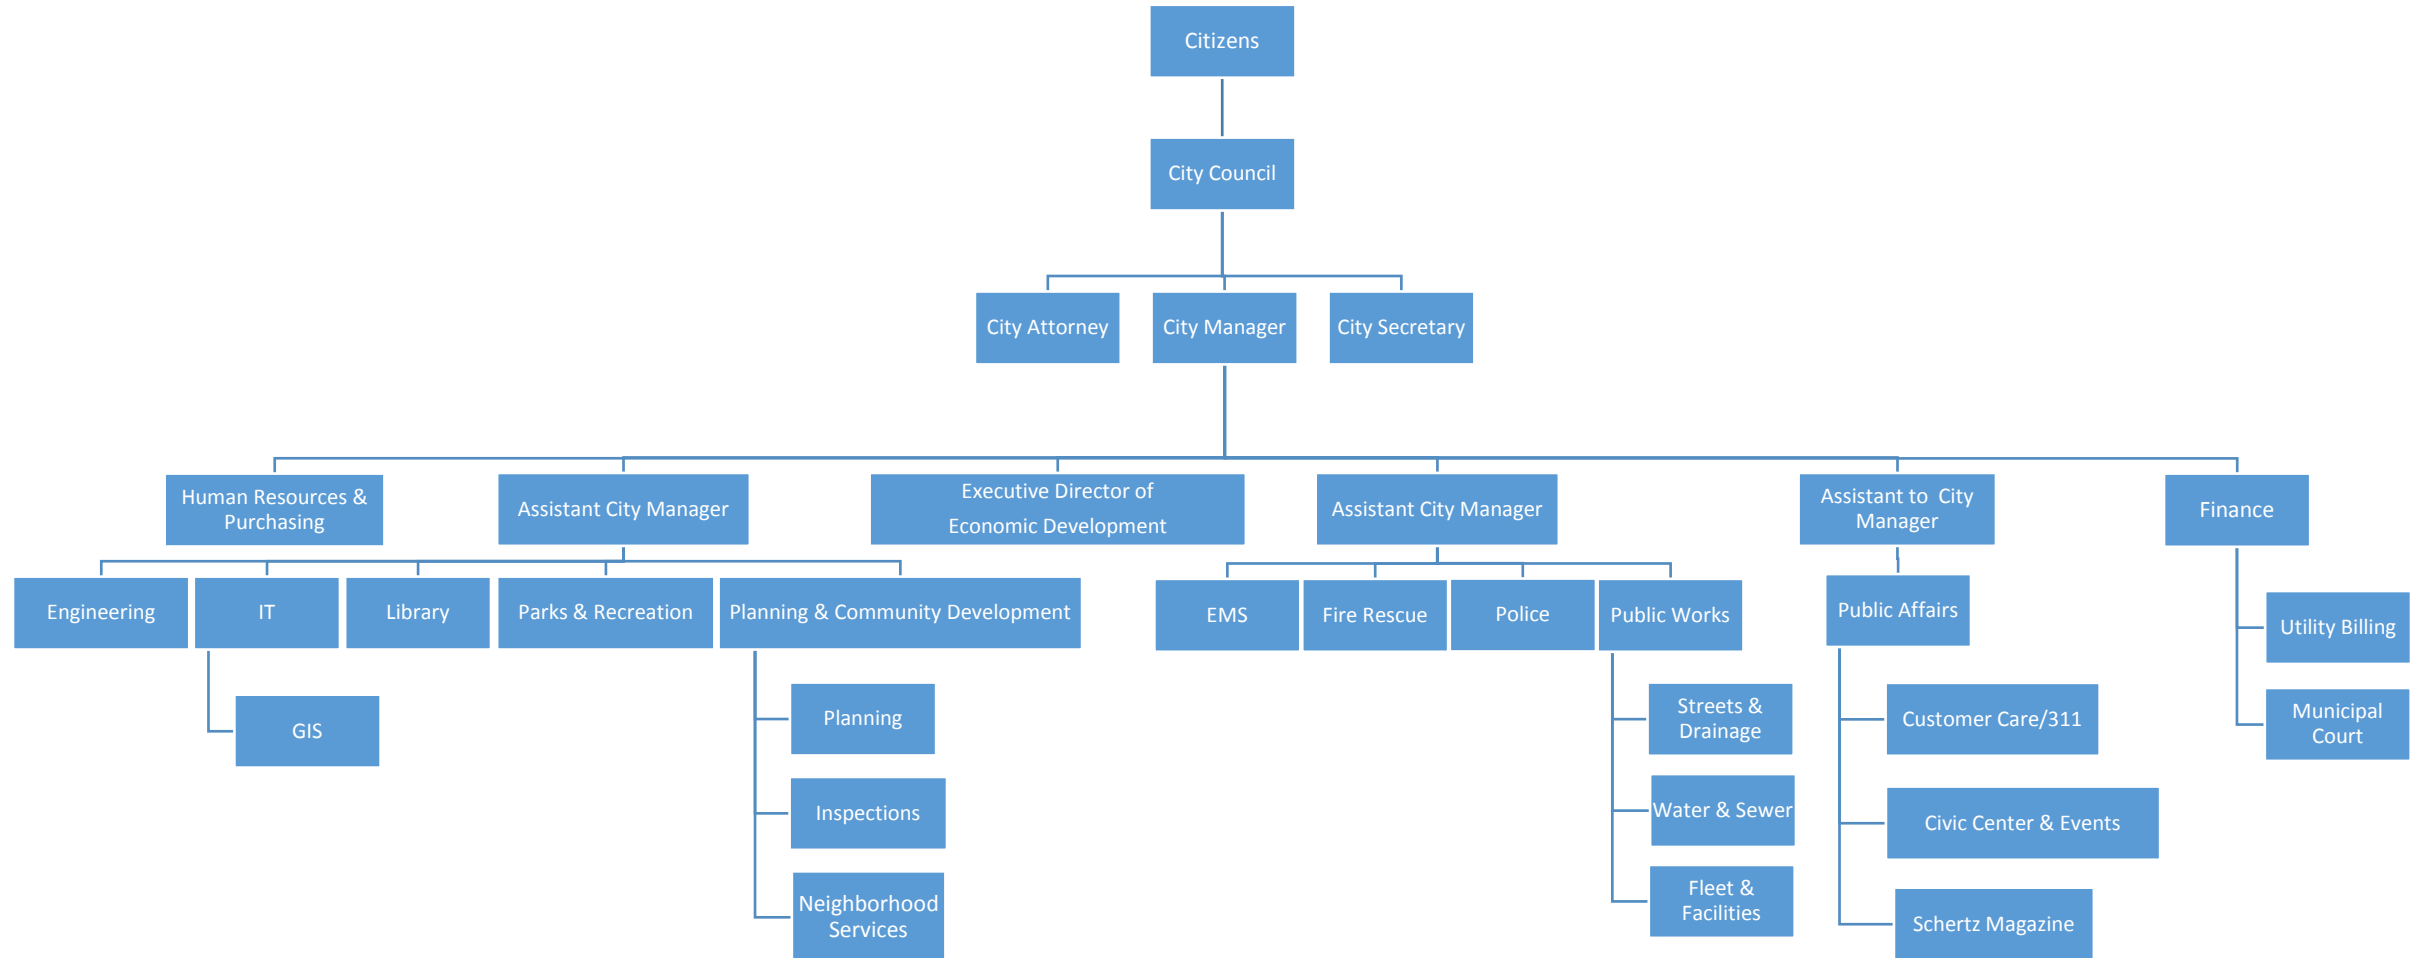 Citizens
City Council
City Attorney
City Manager
City Secretary
Human Resources &
Purchasing
Assistant City Manager
Executive Director of
Economic Development
Assistant City Manager
Assistant to  City
Manager
Finance
Engineering
IT
Library
Parks & Recreation
Planning & Community Development
EMS
Fire Rescue
Police
Public Works
Public Affairs
Utility Billing
GIS
Planning
Streets &
Drainage
Customer Care/311
Municipal
Court
Inspections
Water & Sewer
Civic Center & Events
Neighborhood
Services
Fleet &
Facilities
Schertz Magazine